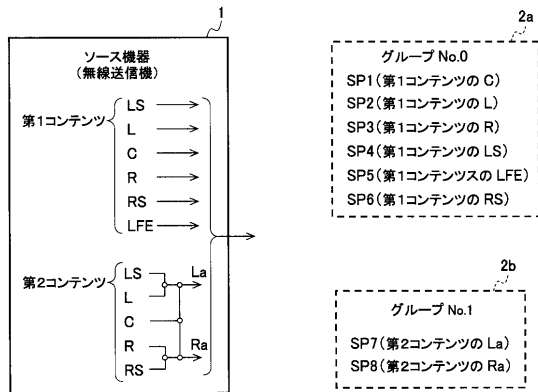 1
ソース機器
(無線送信機)
第1コンテンツ
LS
L
C
R
RS
LFE
第2コンテンツ
LS
L
C
R
RS
La
Ra
2a
グループ No.0
SP1(第1コンテンツの C)
SP2(第1コンテンツの L)
SP3(第1コンテンツの R)
SP4(第1コンテンツの LS)
SP5(第1コンテンツスの LFE)
SP6(第1コンテンツの RS)
2b
グループ No.1
SP7(第2コンテンツの La)
SP8(第2コンテンツの Ra)